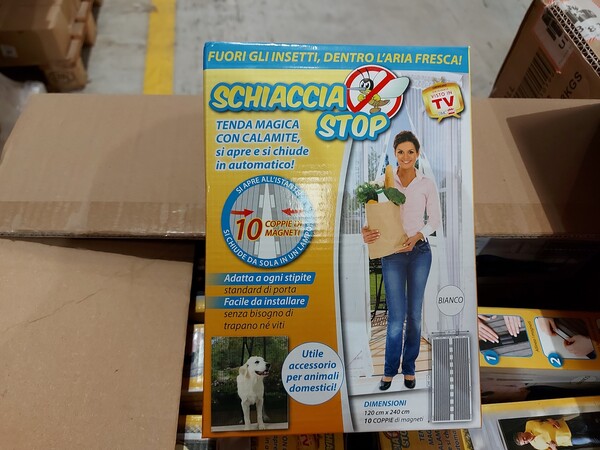 FUORI GLI INSETTI, DENTRO L'ARIA FRESCA!
SCHIACCIA
STOP
VISTO IN
TV
TENDA MAGICA
CON CALAMITE,
si apre e si chiude
in automatico!
SI APRE ALL'ISTANTE
10 COPPIE DI
MAGNETI
SI CHIUDE DA SOLA IN UN LAMPO
Adatta a ogni stipite
standard di porta
Facile da installare
senza bisogno di
trapano né viti
BIANCO
Utile
accessorio
per animali
domestici!
DIMENSIONI
120 cm x 240 cm
10 COPPIE di magneti
KGS
1
2